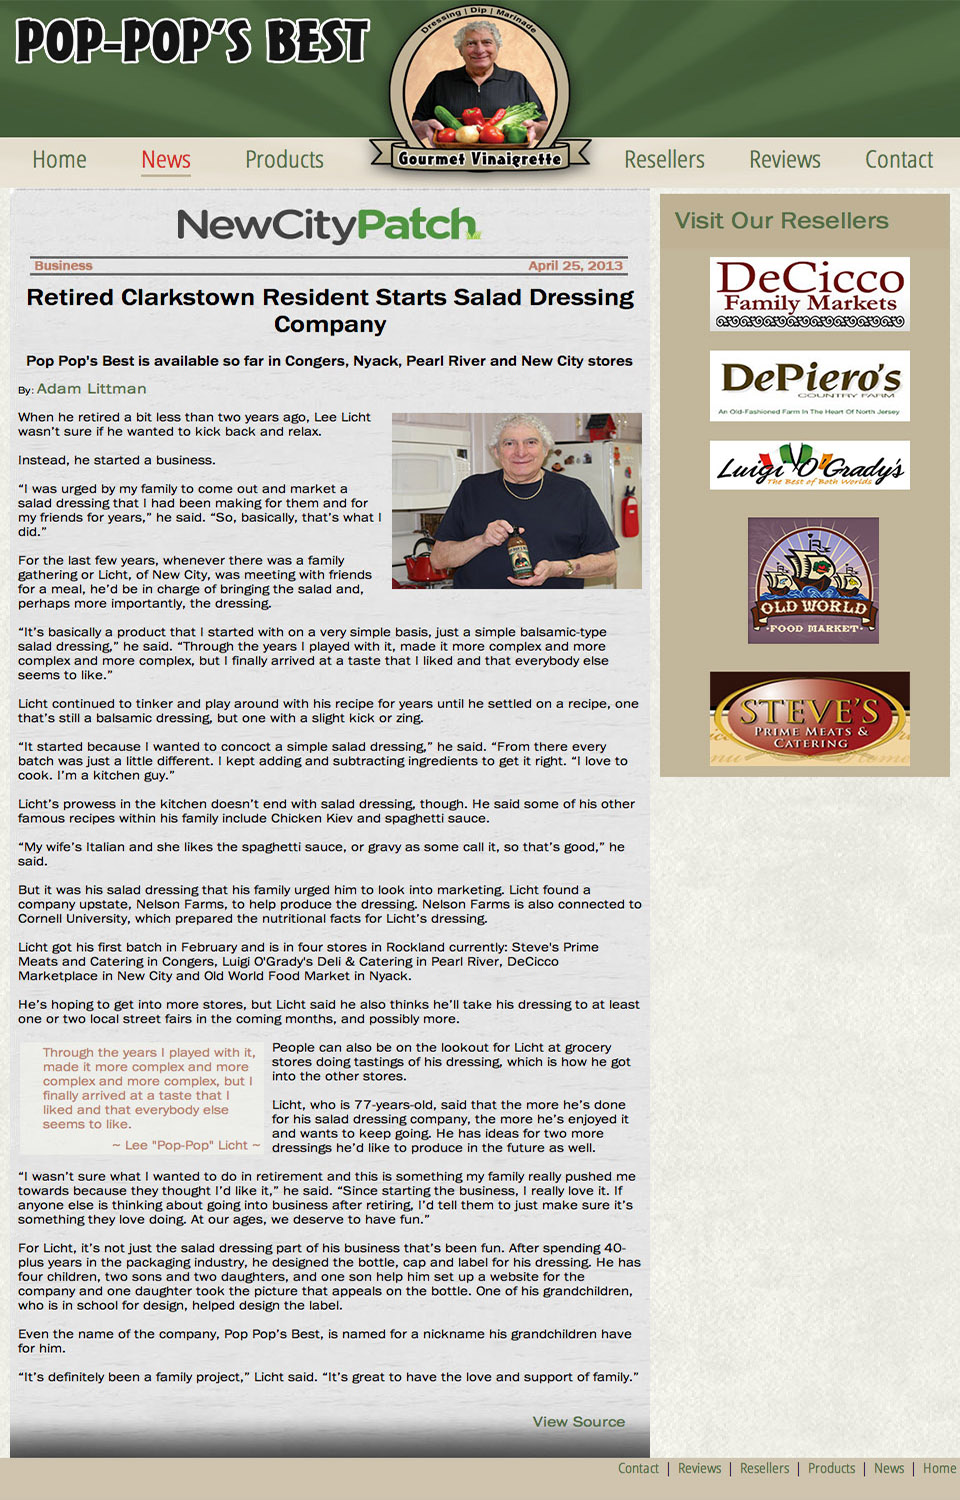 POP-POP'S BEST
Dressing | Dip | Marinade
Gourmet Vinaigrette
Home
News
Products
Resellers
Reviews
Contact
NewCityPatch
Business
April 25, 2013
Retired Clarkstown Resident Starts Salad Dressing
Company
Pop Pop's Best is available so far in Congers, Nyack, Pearl River and New City stores
By: Adam Littman
When he retired a bit less than two years ago, Lee Licht
wasn’t sure if he wanted to kick back and relax.
Instead, he started a business.
“I was urged by my family to come out and market a
salad dressing that I had been making for them and for
my friends for years,” he said. “So, basically, that’s what I
did.”
For the last few years, whenever there was a family
gathering or Licht, of New City, was meeting with friends
for a meal, he’d be in charge of bringing the salad and,
perhaps more importantly, the dressing.
“It’s basically a product that I started with on a very simple basis, just a simple balsamic-type
salad dressing,” he said. “Through the years I played with it, made it more complex and more
complex and more complex, but I finally arrived at a taste that I liked and that everybody else
seems to like.”
Licht continued to tinker and play around with his recipe for years until he settled on a recipe, one
that’s still a balsamic dressing, but one with a slight kick or zing.
“It started because I wanted to concoct a simple salad dressing,” he said. “From there every
batch was just a little different. I kept adding and subtracting ingredients to get it right. “I love to
cook. I’m a kitchen guy.”
Licht’s prowess in the kitchen doesn’t end with salad dressing, though. He said some of his other
famous recipes within his family include Chicken Kiev and spaghetti sauce.
“My wife’s Italian and she likes the spaghetti sauce, or gravy as some call it, so that’s good,” he
said.
But it was his salad dressing that his family urged him to look into marketing. Licht found a
company upstate, Nelson Farms, to help produce the dressing. Nelson Farms is also connected to
Cornell University, which prepared the nutritional facts for Licht’s dressing.
Licht got his first batch in February and is in four stores in Rockland currently: Steve's Prime
Meats and Catering in Congers, Luigi O'Grady's Deli & Catering in Pearl River, DeCicco
Marketplace in New City and Old World Food Market in Nyack.
He’s hoping to get into more stores, but Licht said he also thinks he’ll take his dressing to at least
one or two local street fairs in the coming months, and possibly more.
Through the years I played with it,
made it more complex and more
complex and more complex, but I
finally arrived at a taste that I
liked and that everybody else
seems to like.
~ Lee "Pop-Pop" Licht ~
People can also be on the lookout for Licht at grocery
stores doing tastings of his dressing, which is how he got
into the other stores.
Licht, who is 77-years-old, said that the more he’s done
for his salad dressing company, the more he’s enjoyed it
and wants to keep going. He has ideas for two more
dressings he’d like to produce in the future as well.
“I wasn’t sure what I wanted to do in retirement and this is something my family really pushed me
towards because they thought I’d like it,” he said. “Since starting the business, I really love it. If
anyone else is thinking about going into business after retiring, I’d tell them to just make sure it’s
something they love doing. At our ages, we deserve to have fun.”
For Licht, it’s not just the salad dressing part of his business that’s been fun. After spending 40-
plus years in the packaging industry, he designed the bottle, cap and label for his dressing. He has
four children, two sons and two daughters, and one son help him set up a website for the
company and one daughter took the picture that appeals on the bottle. One of his grandchildren,
who is in school for design, helped design the label.
Even the name of the company, Pop Pop’s Best, is named for a nickname his grandchildren have
for him.
“It’s definitely been a family project,” Licht said. “It’s great to have the love and support of family.”
View Source
Visit Our Resellers
DeCicco
Family Markets
DePiero's
COUNTRY FARM
An Old-Fashioned Farm In The Heart Of North Jersey
Luigi O'Grady's
The Best of Both Worlds
OLD WORLD
FOOD MARKET
STEVE'S
PRIME MEATS &
CATERING
Contact | Reviews | Resellers | Products | News | Home